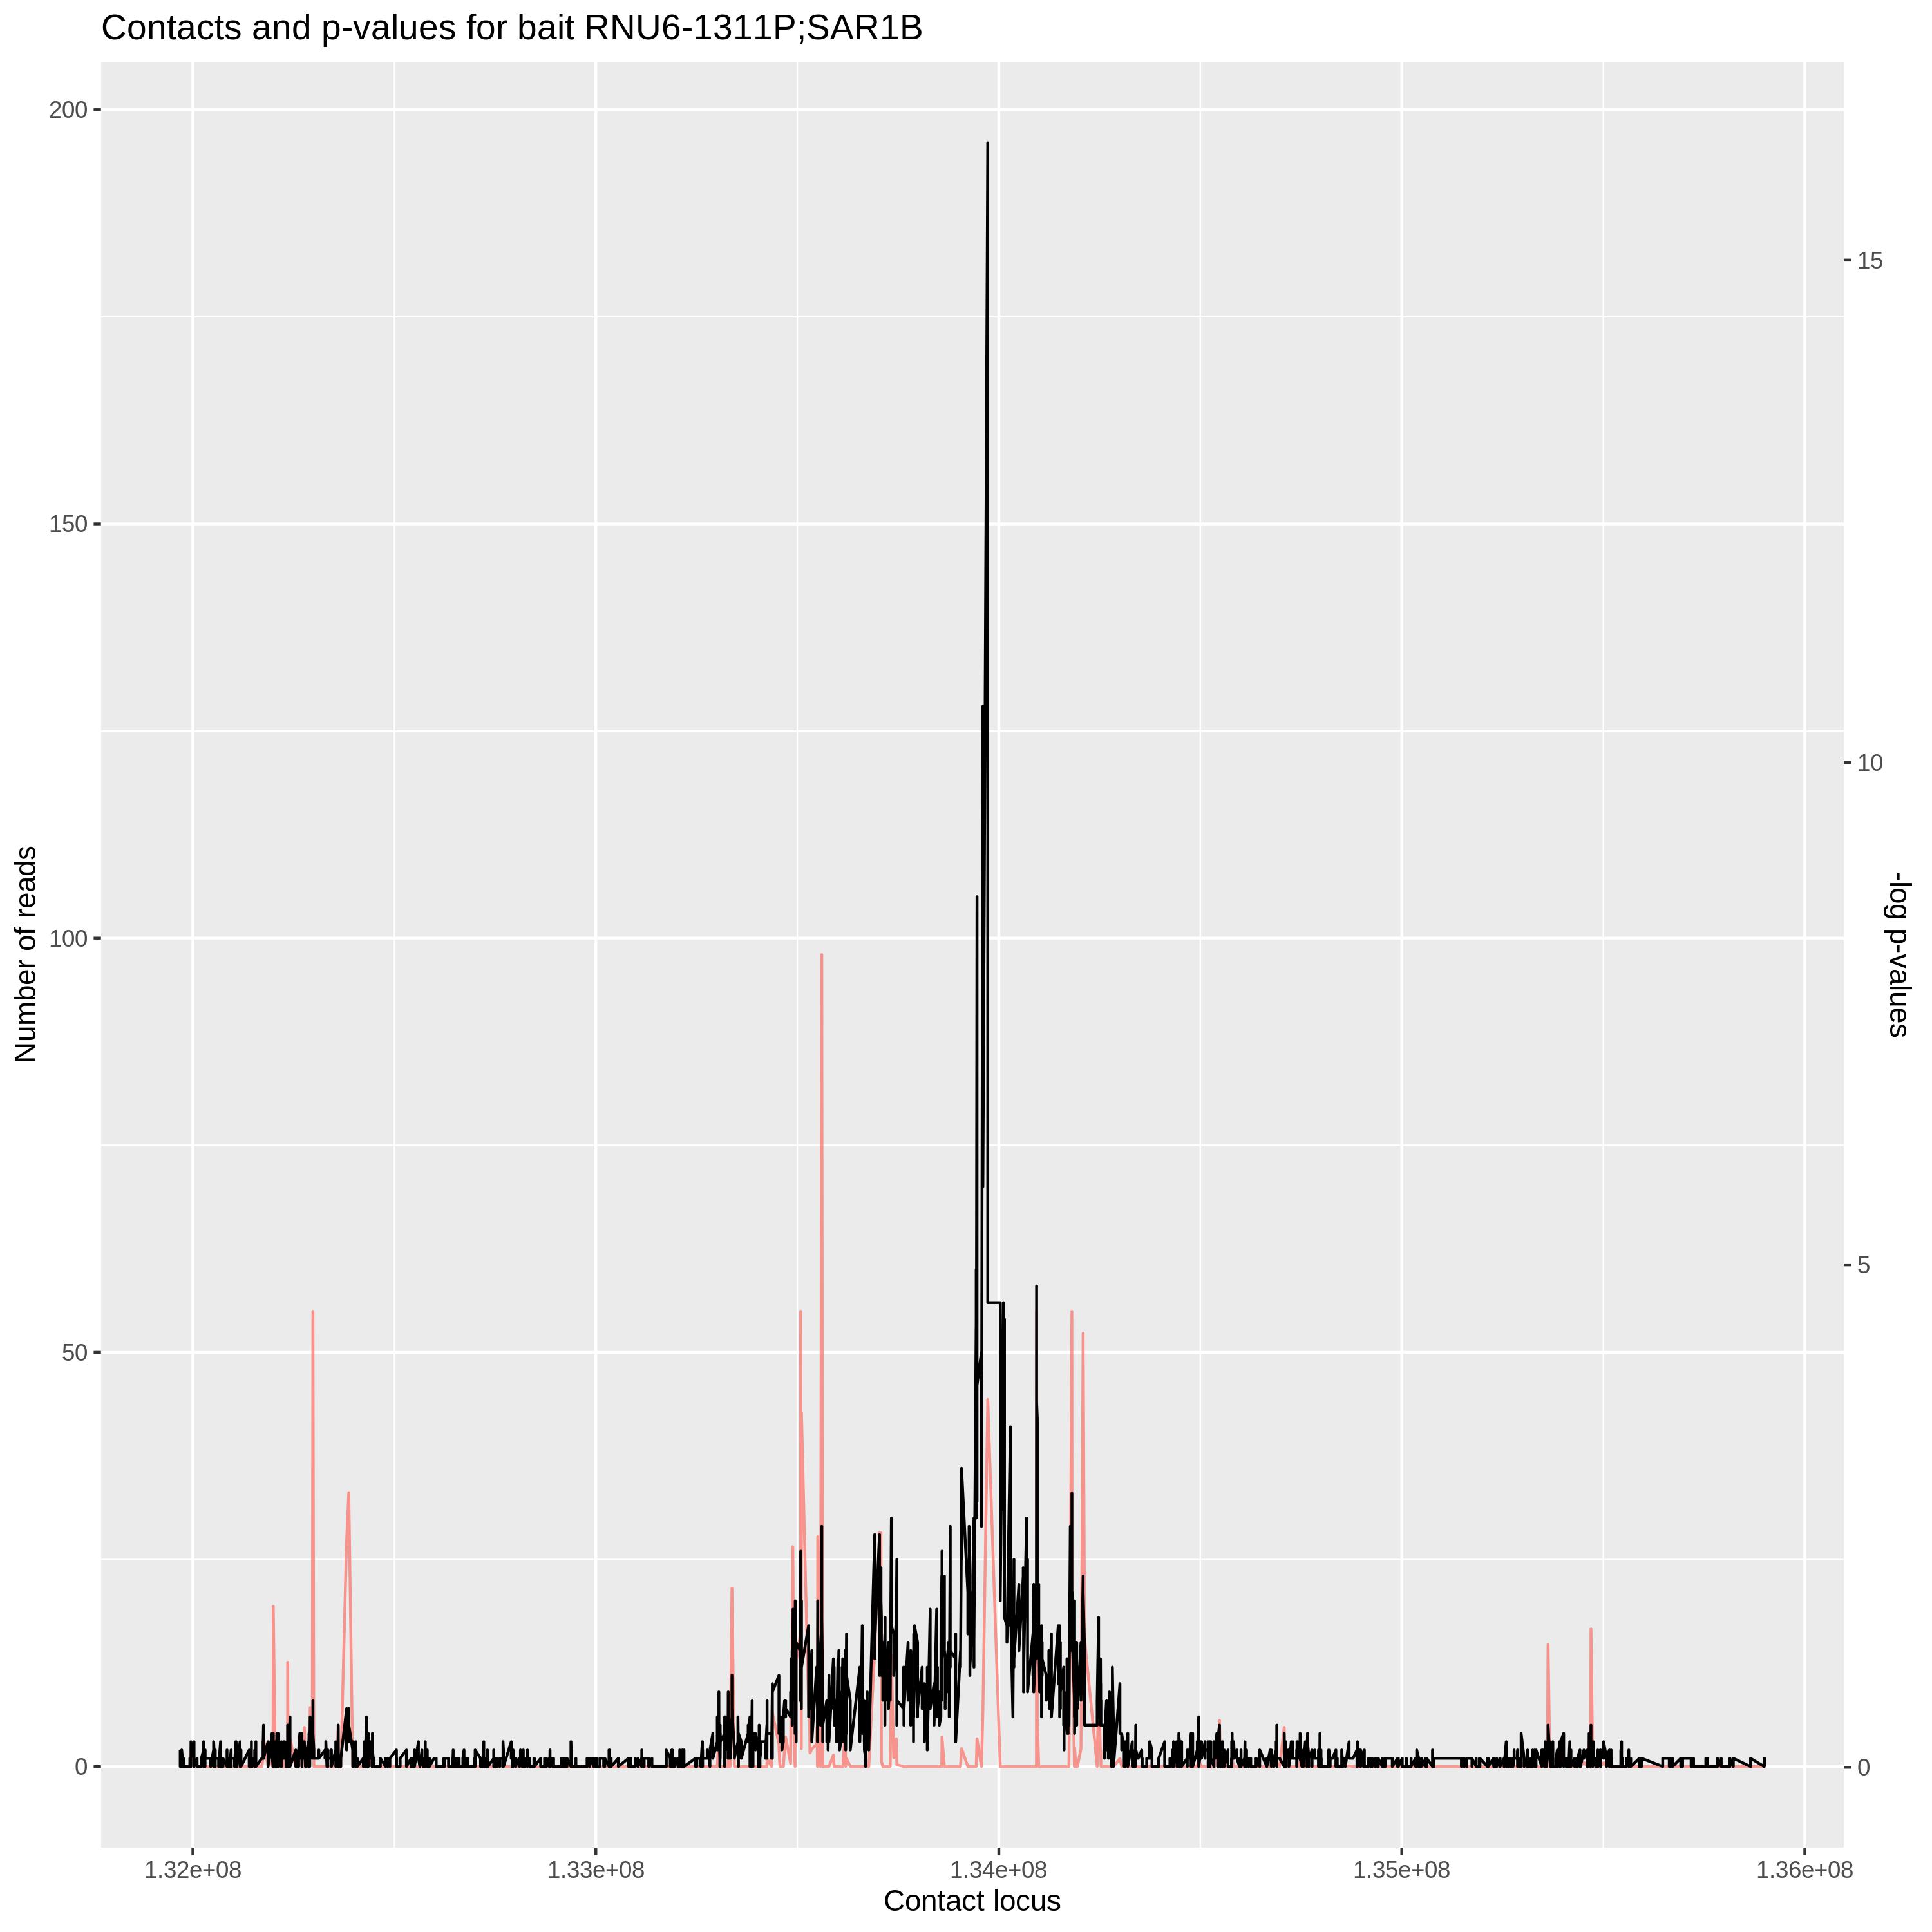 Contacts and p-values for bait RNU6-1311P;SAR1B
200
150
100
50
0
Number of reads
15
10
5
0
-log p-values
1.32e+08
1.33e+08
1.34e+08
1.35e+08
1.36e+08
Contact locus